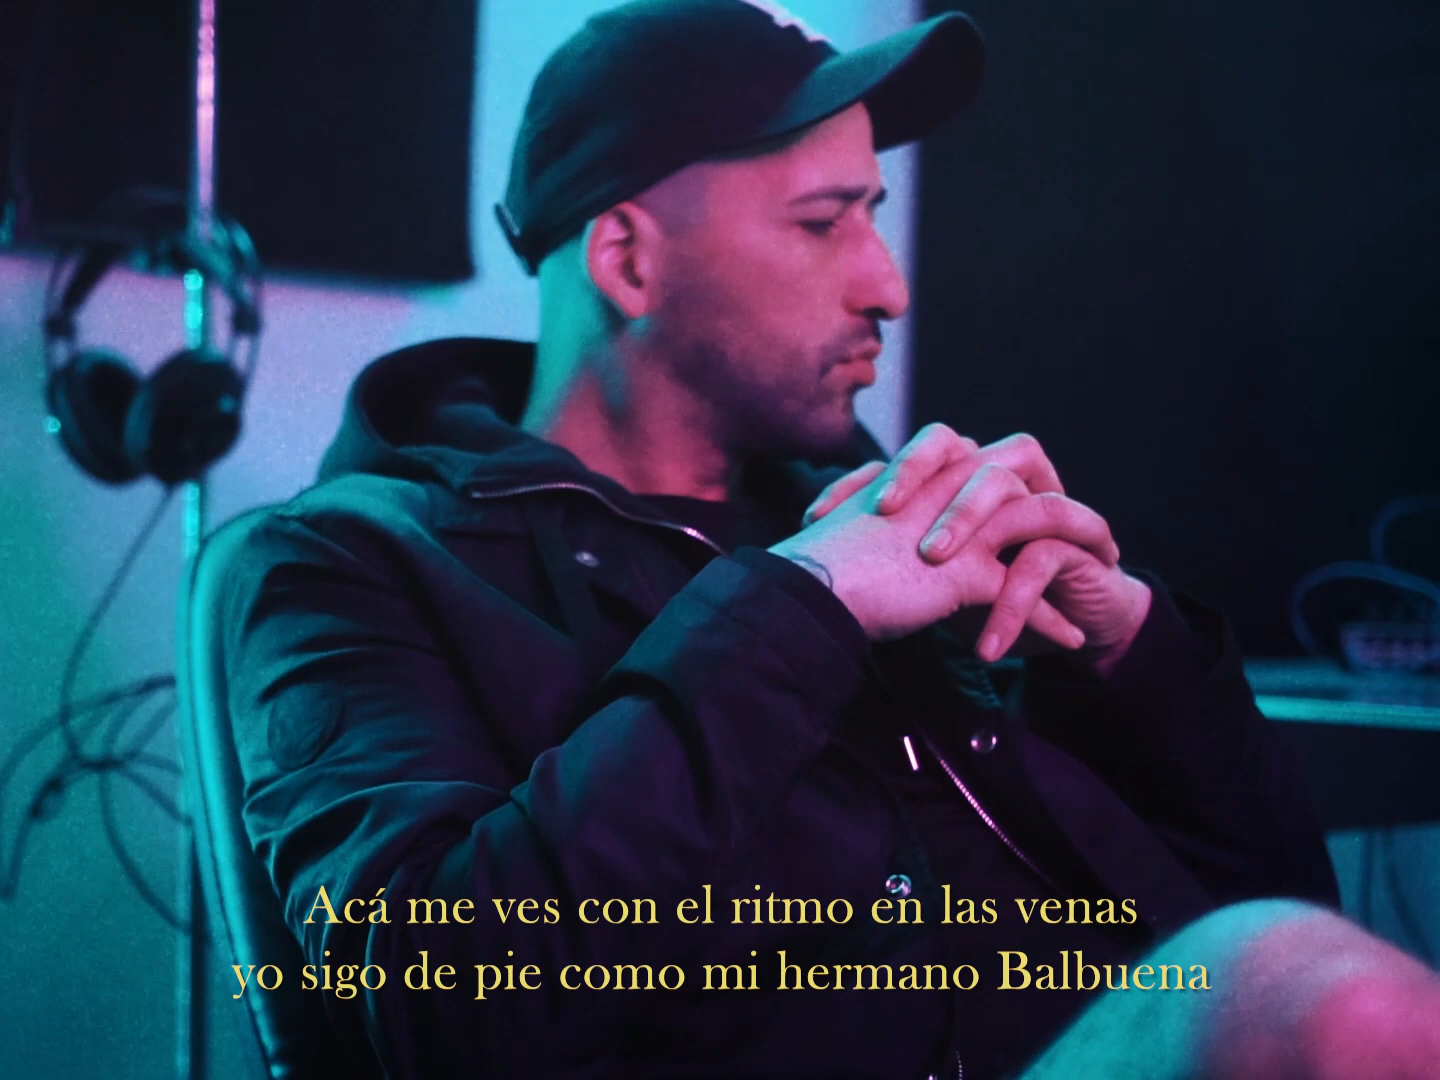 Acá me ves con el ritmo en las venas
yo sigo de pie como mi hermano Balbuena